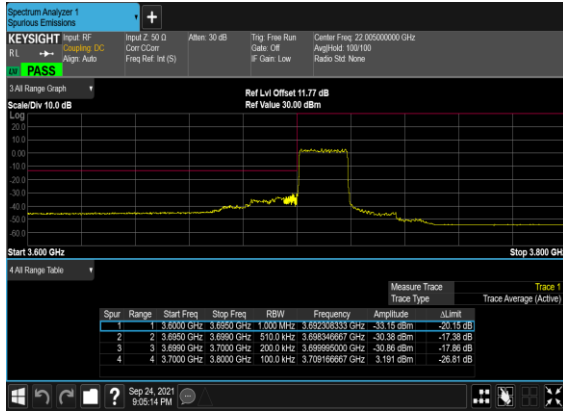 Spectrum Analyzer 1
Spurious Emissions
+
KEYSIGHT Input: RF Input Z: 50 Ω Atten: 30 dB Trig: Free Run Center Freq: 22.005000000 GHz
RL Coupling: DC Corr CCorr Gate: Off Avg|Hold: 100/100
Align: Auto Freq Ref: Int (S) IF Gain: Low Radio Std: None
PASS
3 All Range Graph
Ref Lvl Offset 11.77 dB
Scale/Div 10.0 dB Ref Value 30.00 dBm
Log
20.0
10.0
0.00
-10.0
-20.0
-30.0
-40.0
-50.0
-60.0
Start 3.600 GHz Stop 3.800 GH
4 All Range Table
Measure Trace Trace 1
Trace Type Trace Average (Active)
Spur Range Start Freq Stop Freq RBW Frequency Amplitude ΔLimit
1 1 3.6000 GHz 3.6950 GHz 1.000 MHz 3.692308333 GHz -33.15 dBm -20.15 dB
2 2 3.6950 GHz 3.6990 GHz 510.0 kHz 3.698346667 GHz -30.38 dBm -17.38 dB
3 3 3.6990 GHz 3.7000 GHz 200.0 kHz 3.699995000 GHz -30.86 dBm -17.86 dB
4 4 3.7000 GHz 3.8000 GHz 100.0 kHz 3.709166667 GHz 3.191 dBm -26.81 dB
? Sep 24, 2021
9:05:14 PM